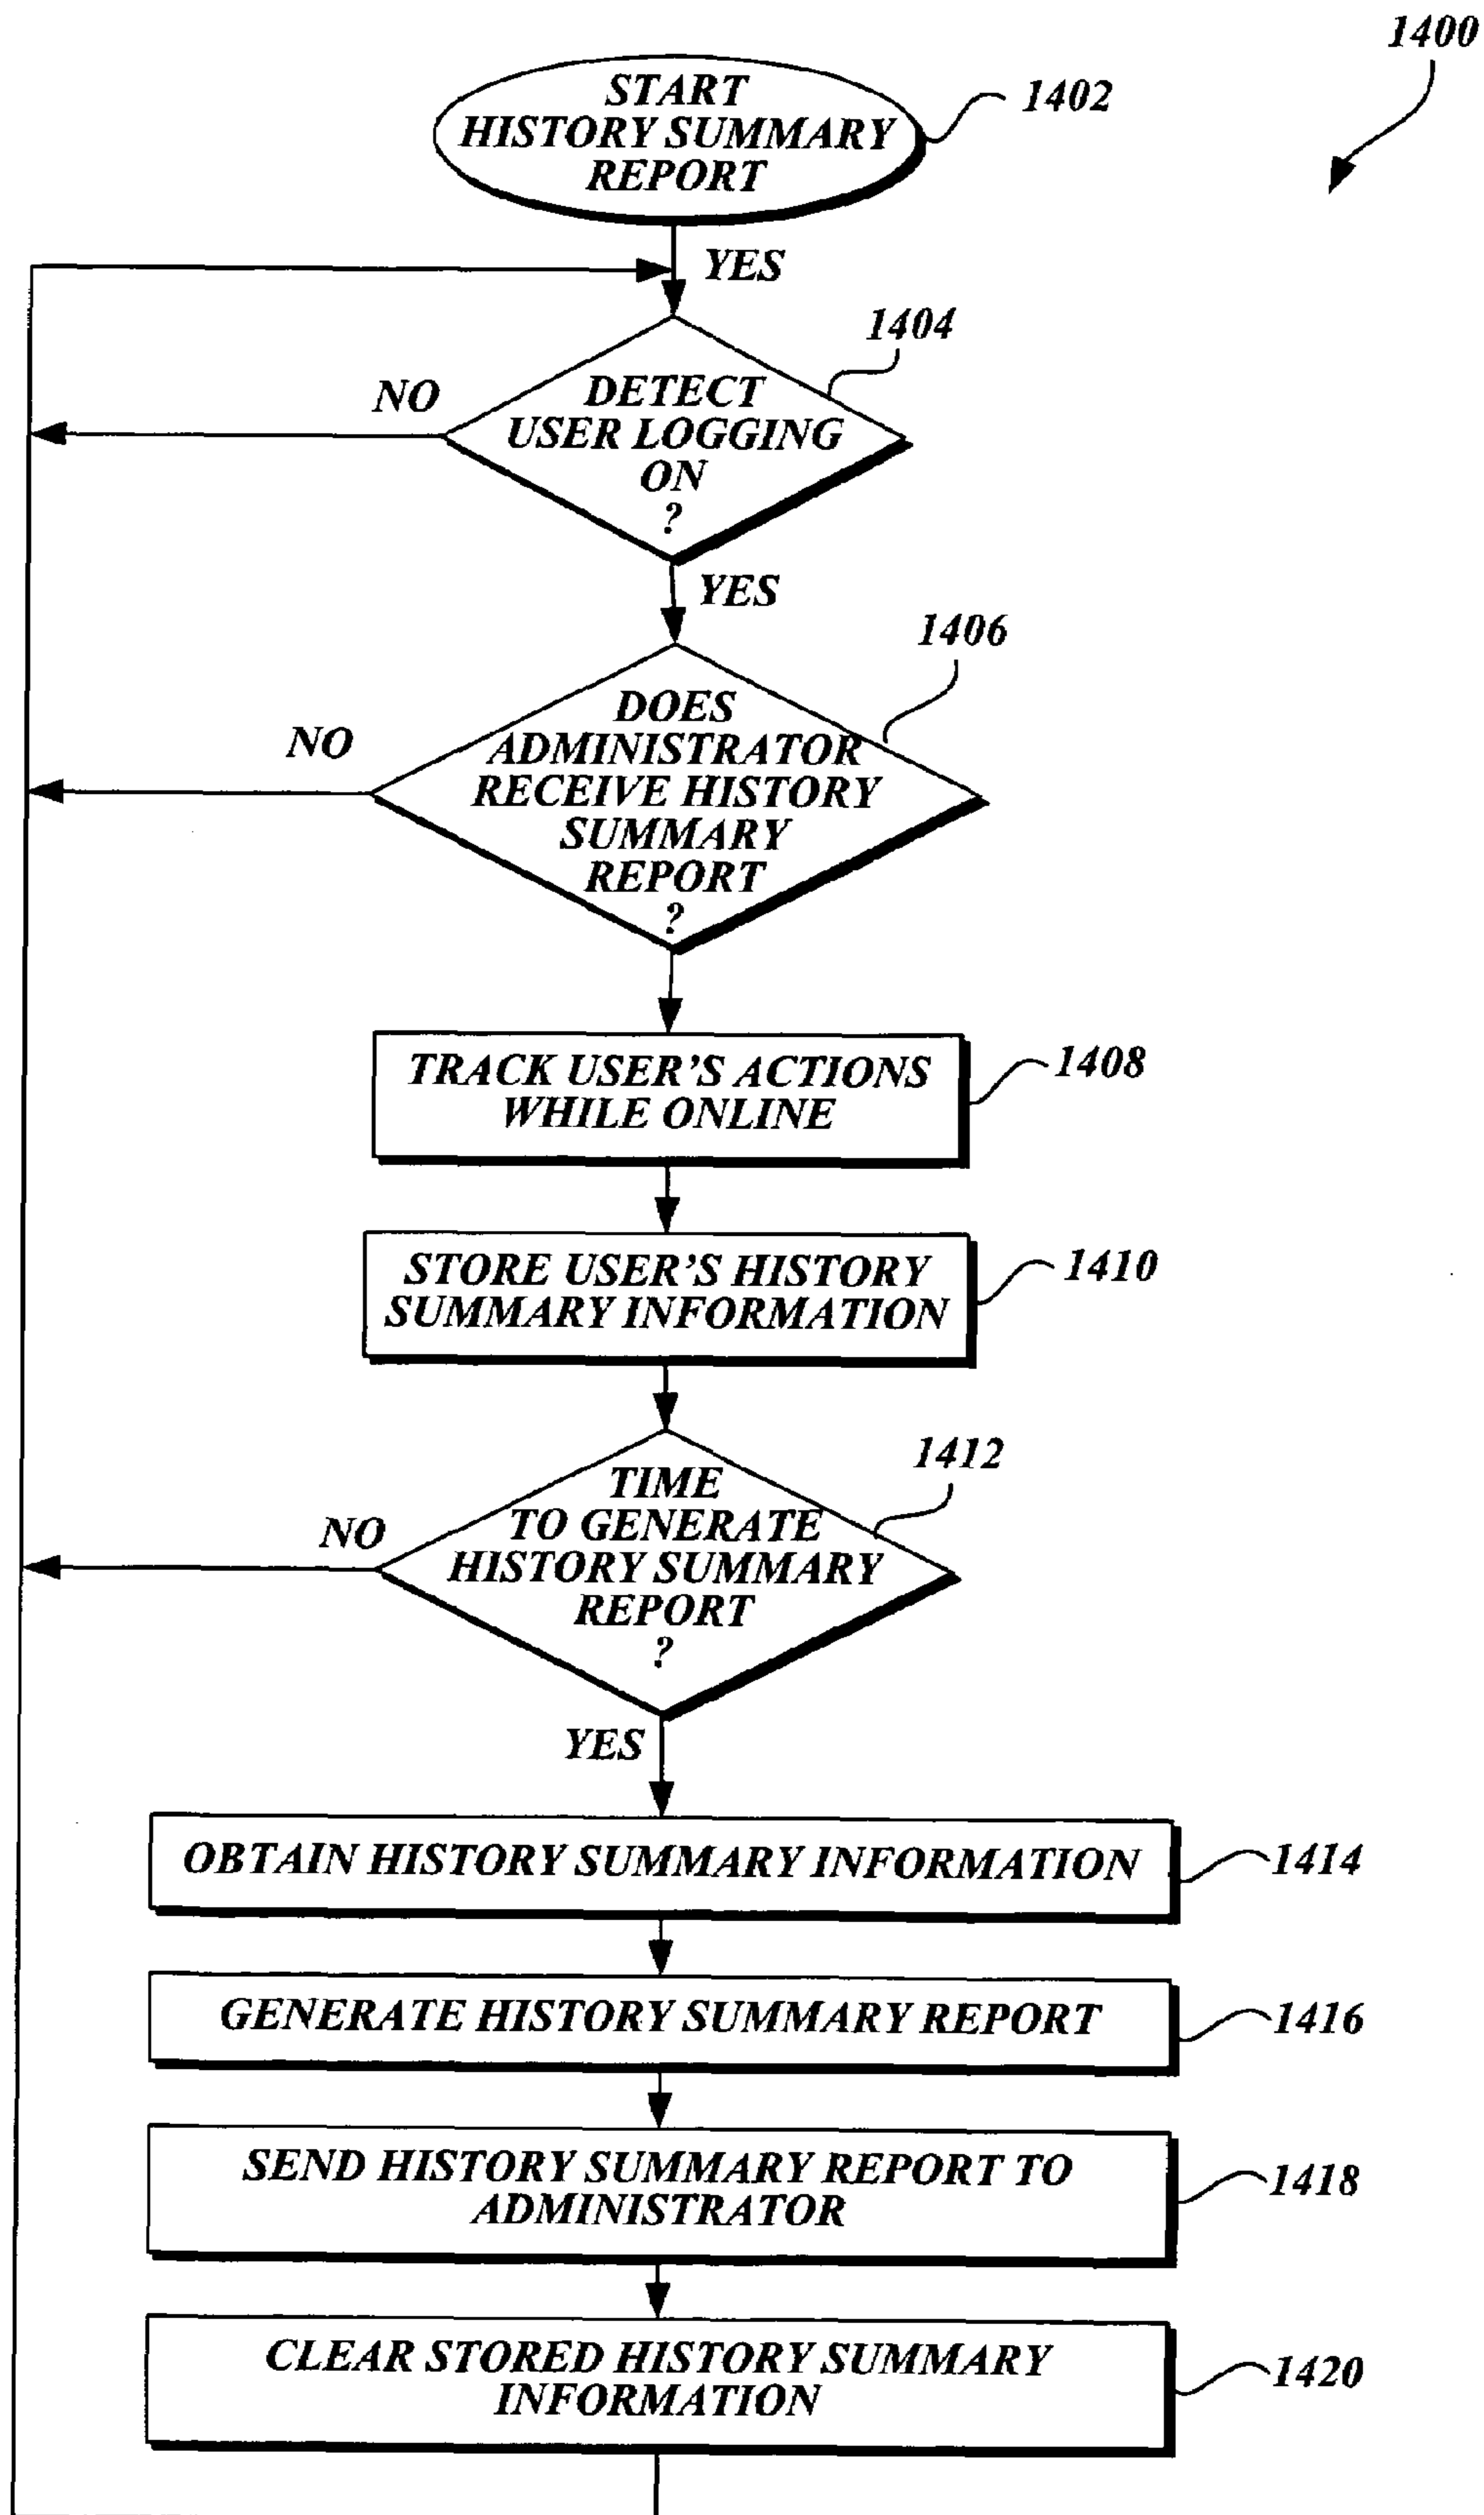 1400
START
HISTORY SUMMARY
REPORT
1402
YES
1404
NO
DETECT
USER LOGGING
ON
?
YES
1406
NO
DOES
ADMINISTRATOR
RECEIVE HISTORY
SUMMARY
REPORT
?
TRACK USER'S ACTIONS
WHILE ONLINE
1408
STORE USER'S HISTORY
SUMMARY INFORMATION
1410
1412
NO
TIME
TO GENERATE
HISTORY SUMMARY
REPORT
?
YES
OBTAIN HISTORY SUMMARY INFORMATION
1414
GENERATE HISTORY SUMMARY REPORT
1416
SEND HISTORY SUMMARY REPORT TO
ADMINISTRATOR
1418
CLEAR STORED HISTORY SUMMARY
INFORMATION
1420